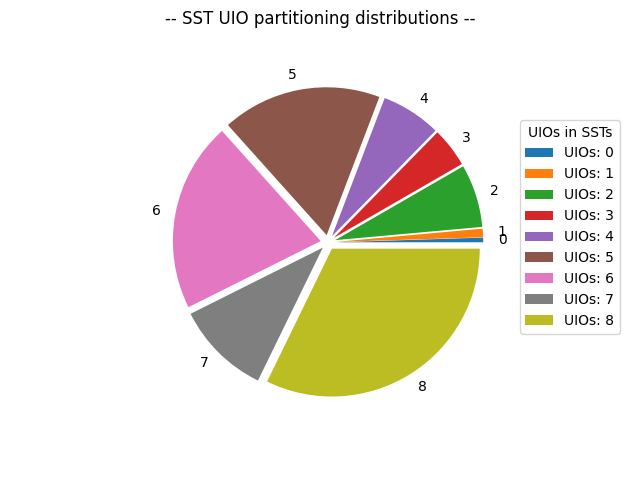 -- SST UIO partitioning distributions --
5
4
3
2
1
0
6
7
8
UIOs in SSTs
UIOs: 0
UIOs: 1
UIOs: 2
UIOs: 3
UIOs: 4
UIOs: 5
UIOs: 6
UIOs: 7
UIOs: 8